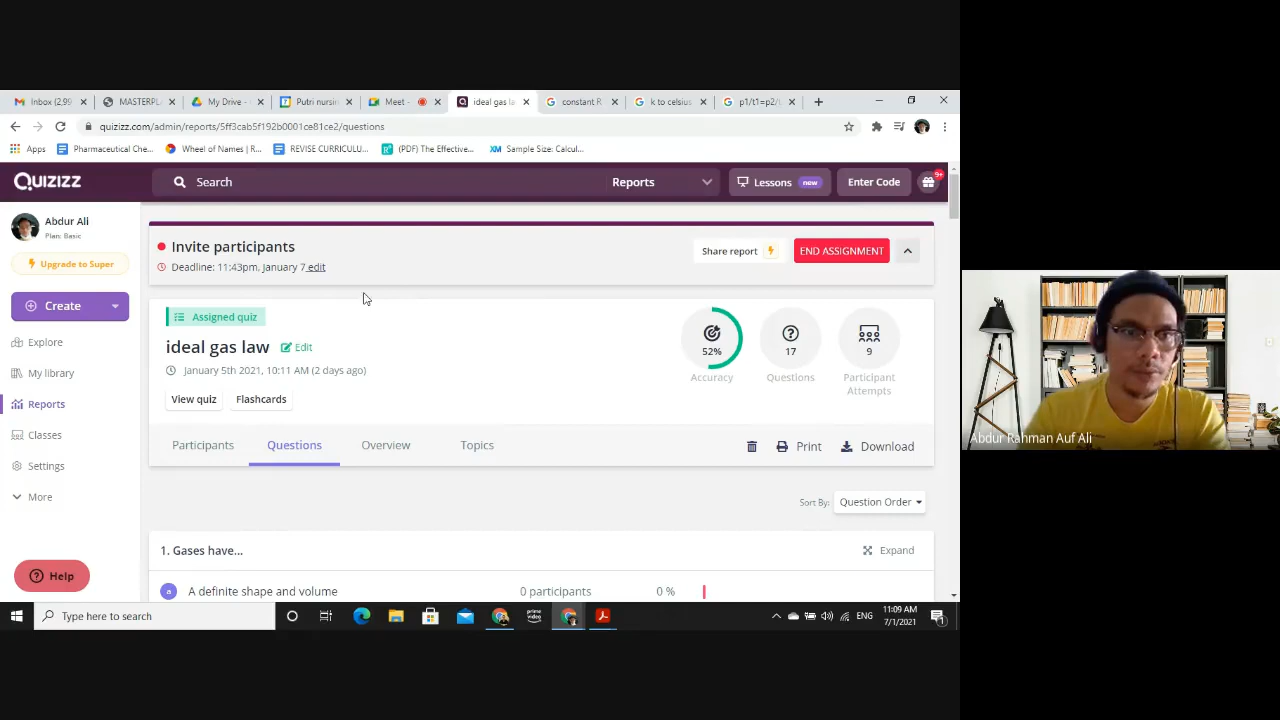 Inbox (2,99
MASTERPL
My Drive -
Putri nursin
Meet -
ideal gas la
constant R
k to celsius
p1/t1=p2/t
quizizz.com/admin/reports/5ff3cab5f192b0001ce81ce2/questions
Apps
Pharmaceutical Che...
Wheel of Names | R...
REVISE CURRICULU...
(PDF) The Effective...
XM Sample Size: Calcul...
QUIZIZZ
Search
Reports
Lessons new
Enter Code
9+
Abdur Ali
Plan: Basic
Upgrade to Super
Create
Explore
My library
Reports
Classes
Settings
More
Help
Invite participants
Deadline: 11:43pm, January 7 edit
Share report
END ASSIGNMENT
Assigned quiz
ideal gas law
Edit
January 5th 2021, 10:11 AM (2 days ago)
View quiz
Flashcards
52%
Accuracy
17
Questions
9
Participant
Attempts
Participants
Questions
Overview
Topics
Print
Download
Sort By:
Question Order
1. Gases have...
Expand
a
A definite shape and volume
0 participants
0 %
Type here to search
prime
video
ENG
11:09 AM
7/1/2021
1
Abdur Rahman Auf Ali